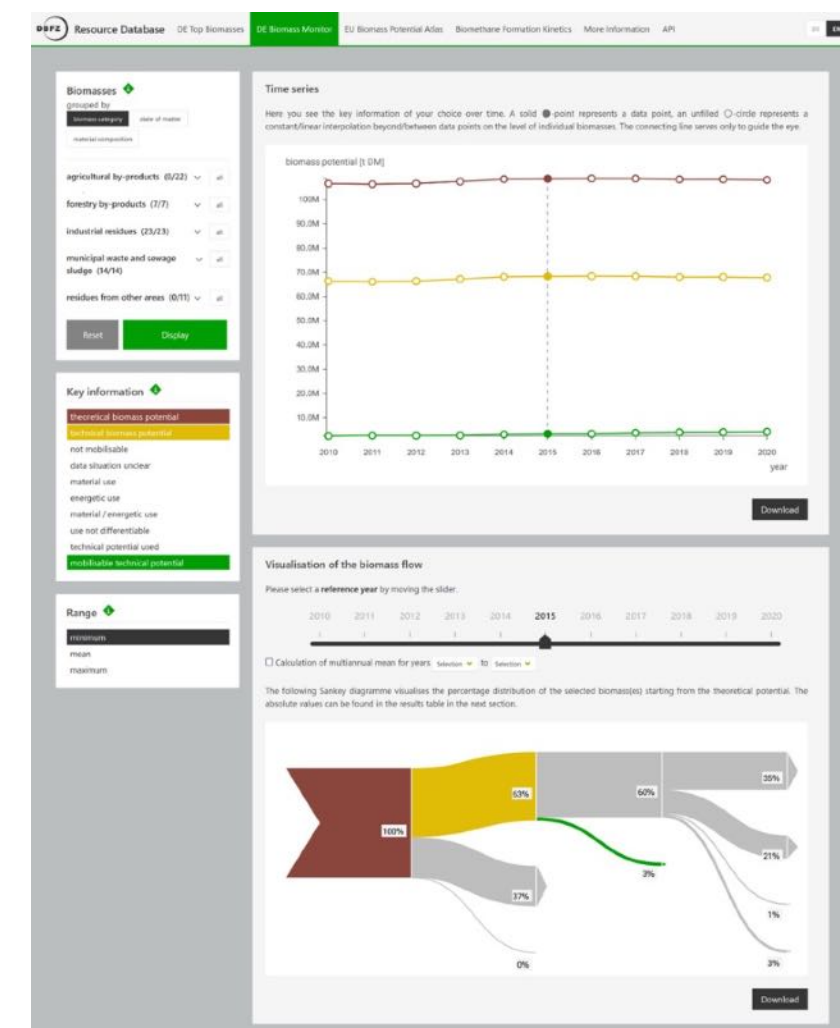 DBFZ Resource Database DE Top Biomasses DE Biomass Monitor EU Biomass Potential Atlas Biomethane Formation Kinetics More Information API DE EN
Biomasses
grouped by
biomass category state of matter
material composition
agricultural by-products (0/22) all
forestry by-products (7/7) all
industrial residues (23/23) all
municipal waste and sewage
sludge (14/14) all
residues from other areas (0/11) all
Reset Display
Key information
theoretical biomass potential
technical biomass potential
not mobilisable
data situation unclear
material use
energetic use
material / energetic use
use not differentiable
technical potential used
mobilisable technical potential
Range
minimum
mean
maximum
Time series
Here you see the key information of your choice over time. A solid -point represents a data point, an unfilled -circle represents a
constant/linear interpolation beyond/between data points on the level of individual biomasses. The connecting line serves only to guide the eye.
biomass potential [t DM]
100M
90.0M
80.0M
70.0M
60.0M
50.0M
40.0M
30.0M
20.0M
10.0M
2010 2011 2012 2013 2014 2015 2016 2017 2018 2019 2020
year
Download
Visualisation of the biomass flow
Please select a reference year by moving the slider.
2010 2011 2012 2013 2014 2015 2016 2017 2018 2019 2020
Calculation of multiannual mean for years Selection to Selection
The following Sankey diagramme visualises the percentage distribution of the selected biomass(es) starting from the theoretical potential. The
absolute values can be found in the results table in the next section.
35%
63% 60%
100%
21%
3%
37%
1%
0% 3%
Download